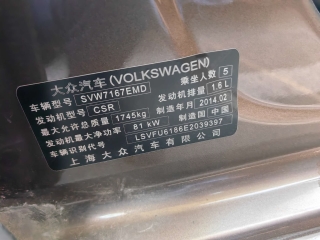 大众汽车(VOLKSWAGEN)
车辆型号 SVW7167EMD 乘坐人数 5
发动机型号 CSR 发动机排量 1.6L
最大允许总质量 1745kg 制造年月 2014.02
发动机最大净功率 81 kW 制造国 中国
车辆识别代号 LSVFU6186E2039397
上海大众汽车有限公司